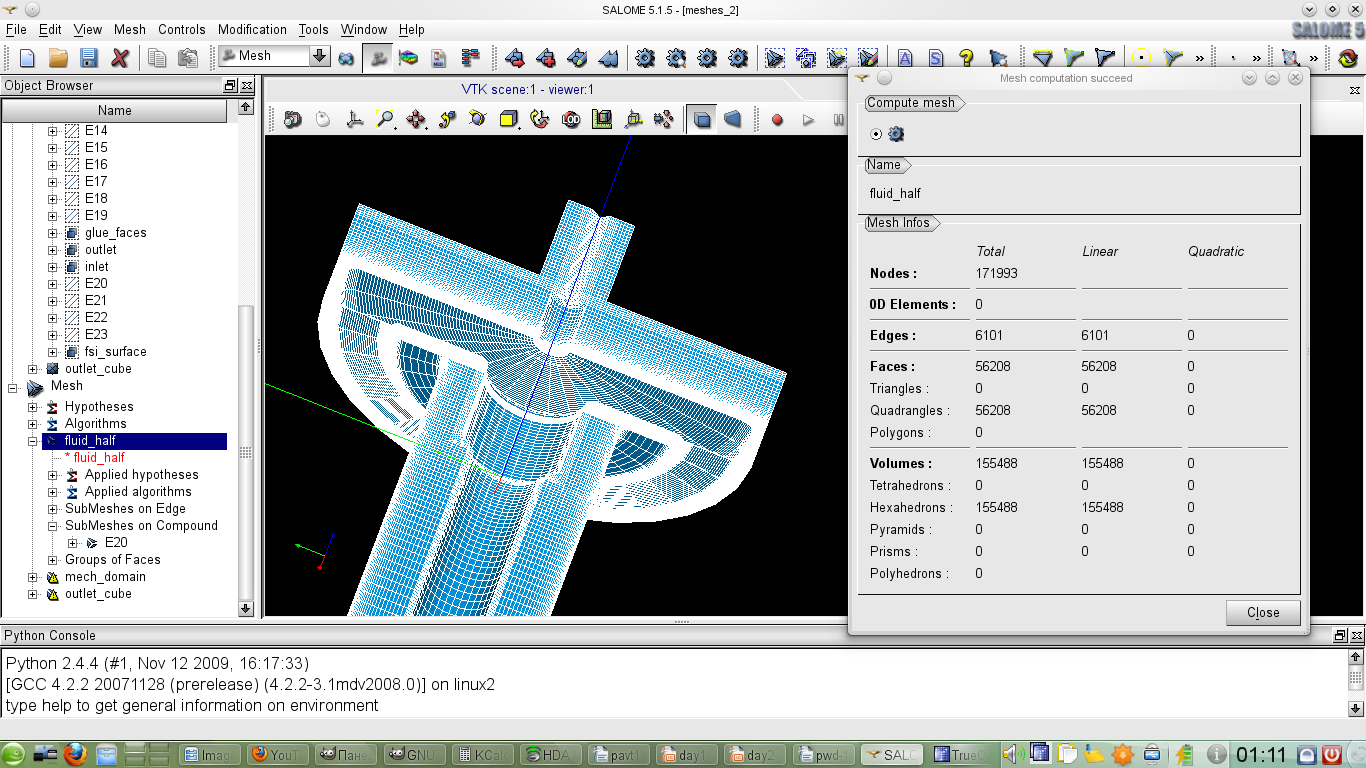 SALOME 5.1.5 - [meshes_2]
File Edit View Mesh Controls Modification Tools Window Help
SALOME 5
Mesh
A S ? » » »
Object Browser
VTK scene:1 - viewer:1
Name
E14
E15
E16
E17
E18
E19
glue_faces
outlet
inlet
E20
E21
E22
E23
fsi_surface
outlet_cube
Mesh
Hypotheses
Algorithms
fluid_half
* fluid_half
Applied hypotheses
Applied algorithms
SubMeshes on Edge
SubMeshes on Compound
E20
Groups of Faces
mech_domain
outlet_cube
Mesh computation succeed
Compute mesh
Name
fluid_half
Mesh Infos
Total Linear Quadratic
Nodes : 171993
0D Elements : 0
Edges : 6101 6101 0
Faces : 56208 56208 0
Triangles : 0 0 0
Quadrangles : 56208 56208 0
Polygons : 0
Volumes : 155488 155488 0
Tetrahedrons : 0 0 0
Hexahedrons : 155488 155488 0
Pyramids : 0 0 0
Prisms : 0 0 0
Polyhedrons : 0
Close
Python Console
Python 2.4.4 (#1, Nov 12 2009, 16:17:33)
[GCC 4.2.2 20071128 (prerelease) (4.2.2-3.1mdv2008.0)] on linux2
type help to get general information on environment
Imag YouT Пане GNU KCal HDA pavt1 day1 day2 pwd-1 SALO TrueC 01:11